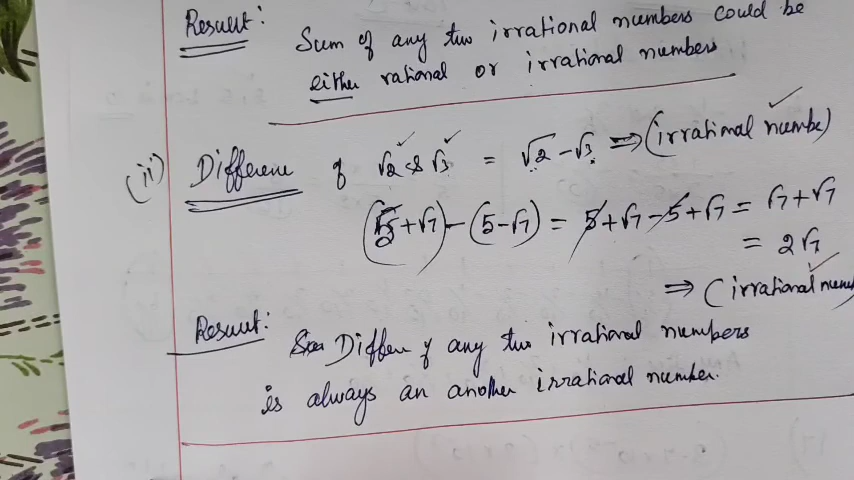 Result:
Sum of any two irrational numbers could be
either rational or irrational numbers
(ii) Difference of √2 & √3 = √2 - √3 ⇒ (irrational number)
(5+√7) - (5-√7) = 5+√7-5+√7 = √7+√7
= 2√7
⇒ (irrational num
Result:
Differ of any two irrational numbers
is always an another irrational number.